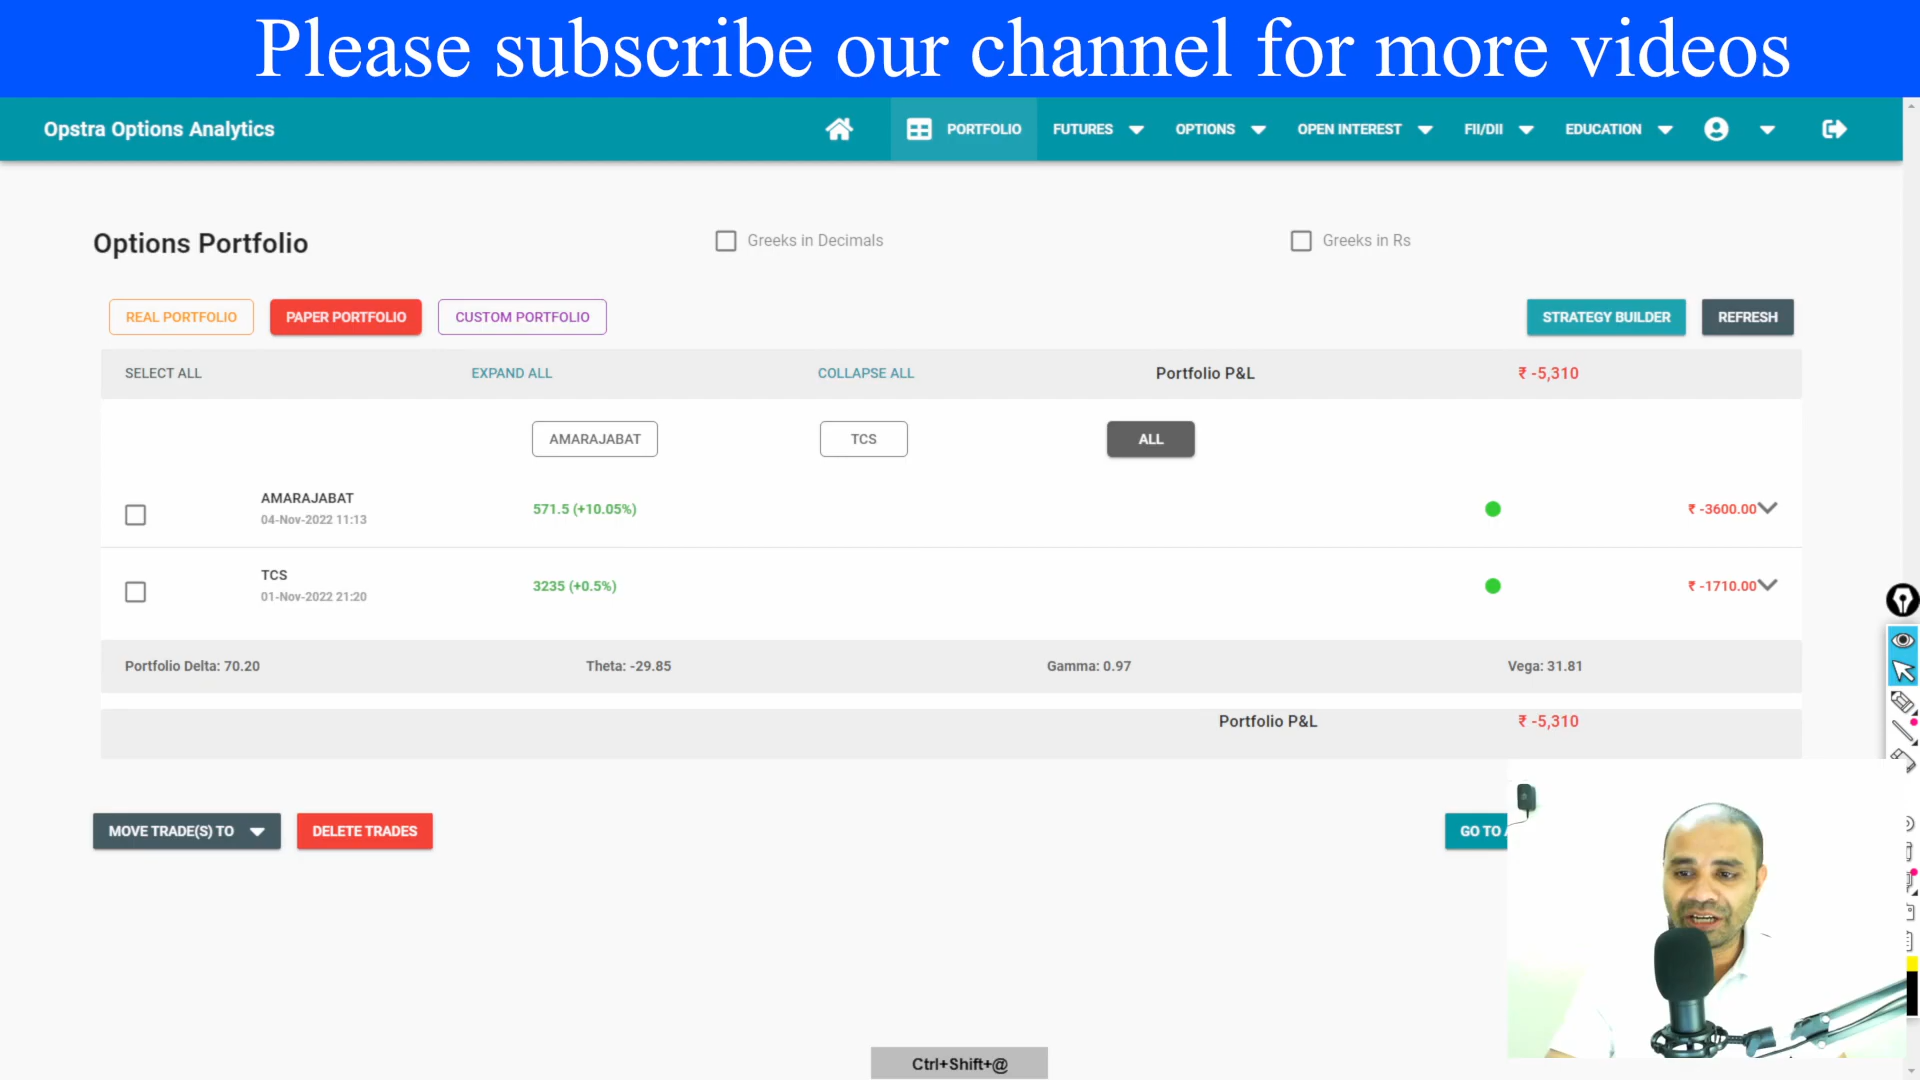 Please subscribe our channel for more videos
Opstra Options Analytics
PORTFOLIO
FUTURES
OPTIONS
OPEN INTEREST
FII/DII
EDUCATION
Options Portfolio
Greeks in Decimals
Greeks in Rs
REAL PORTFOLIO
PAPER PORTFOLIO
CUSTOM PORTFOLIO
STRATEGY BUILDER
REFRESH
SELECT ALL
EXPAND ALL
COLLAPSE ALL
Portfolio P&L
₹ -5,310
AMARAJABAT
TCS
ALL
AMARAJABAT
04-Nov-2022 11:13
571.5 (+10.05%)
₹ -3600.00
TCS
01-Nov-2022 21:20
3235 (+0.5%)
₹ -1710.00
Portfolio Delta: 70.20
Theta: -29.85
Gamma: 0.97
Vega: 31.81
Portfolio P&L
₹ -5,310
MOVE TRADE(S) TO
DELETE TRADES
GO TO
Ctrl+Shift+@